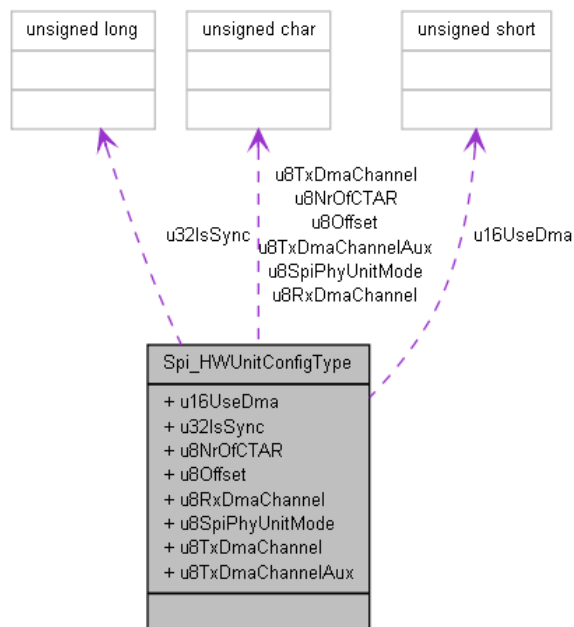 unsigned long
unsigned char
unsigned short
u8TxDmaChannel
u8NrOfCTAR
u8Offset
u32IsSync
u8TxDmaChannelAux
u16UseDma
u8SpiPhyUnitMode
u8RxDmaChannel
Spi_HWUnitConfigType
+ u16UseDma
+ u32IsSync
+ u8NrOfCTAR
+ u8Offset
+ u8RxDmaChannel
+ u8SpiPhyUnitMode
+ u8TxDmaChannel
+ u8TxDmaChannelAux